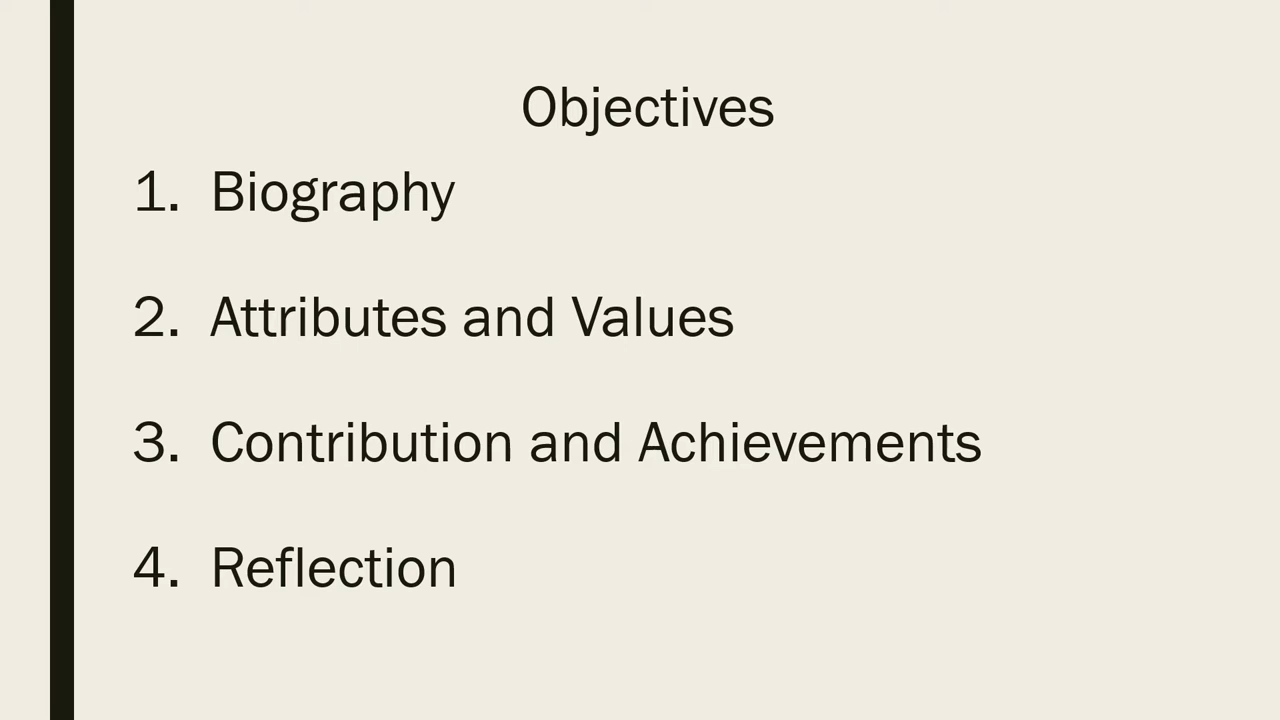 Objectives
1. Biography
2. Attributes and Values
3. Contribution and Achievements
4. Reflection